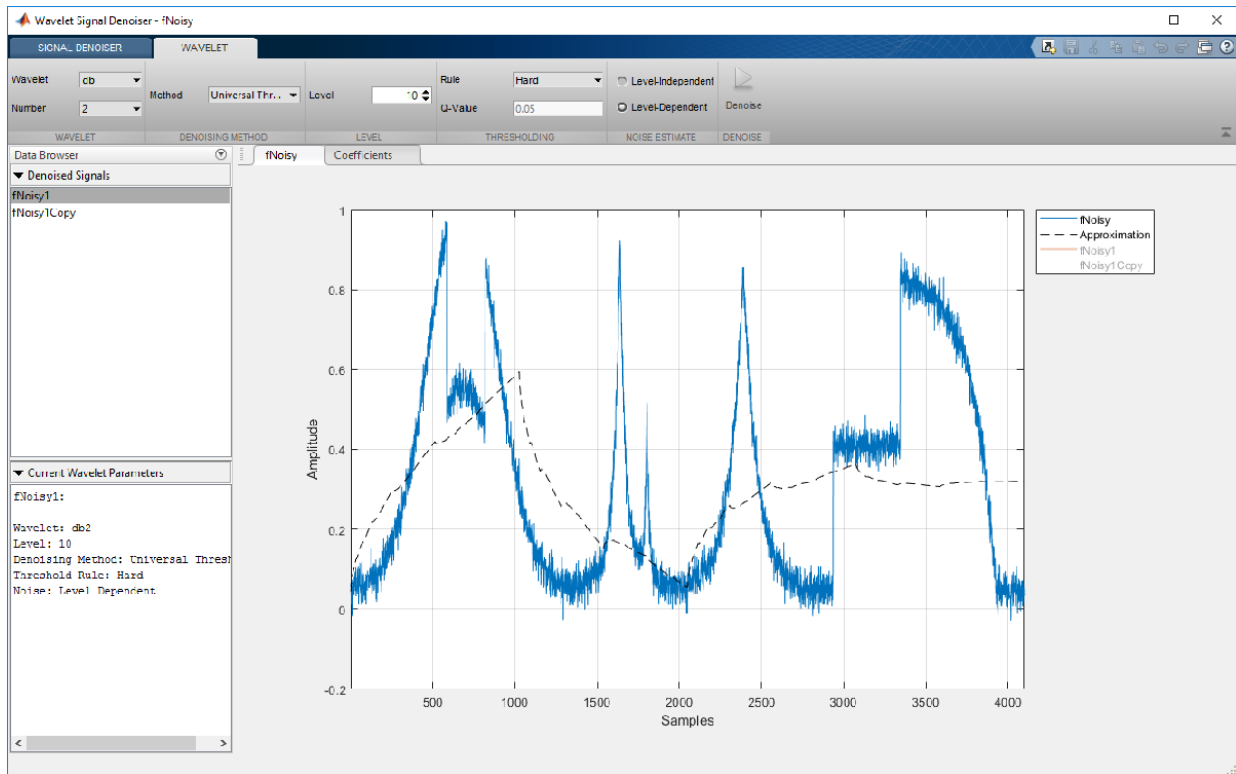 Wavelet Signal Denoiser - fNoisy
SIGNAL DENOISER WAVELET
Wavelet db
Number 2
WAVELET
Method Universal Thr...
DENOISING METHOD
Level 10
LEVEL
Rule Hard
Q-Value 0.05
THRESHOLDING
Level-Independent
Level-Dependent
NOISE ESTIMATE
Denoise
DENOISE
Data Browser
Denoised Signals
fNoisy1
fNoisy1Copy
Current Wavelet Parameters
fNoisy1:
Wavelet: db2
Level: 10
Denoising Method: Universal Thresh
Threshold Rule: Hard
Noise: Level Dependent
fNoisy Coefficients
1
0.8
0.6
0.4
0.2
0
-0.2
Amplitude
500 1000 1500 2000 2500 3000 3500 4000
Samples
fNoisy
Approximation
fNoisy1
fNoisy1Copy